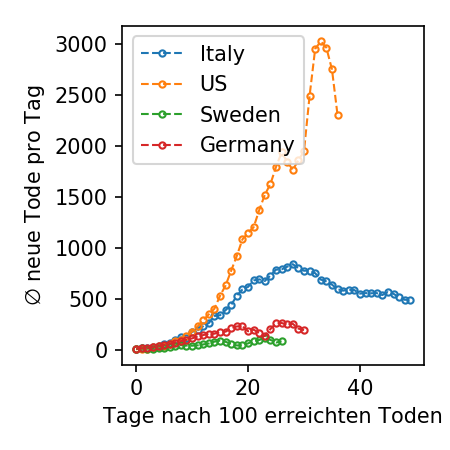 3000
2500
2000
1500
1000
500
0
∅ neue Tode pro Tag
Italy
US
Sweden
Germany
0 20 40
Tage nach 100 erreichten Toden